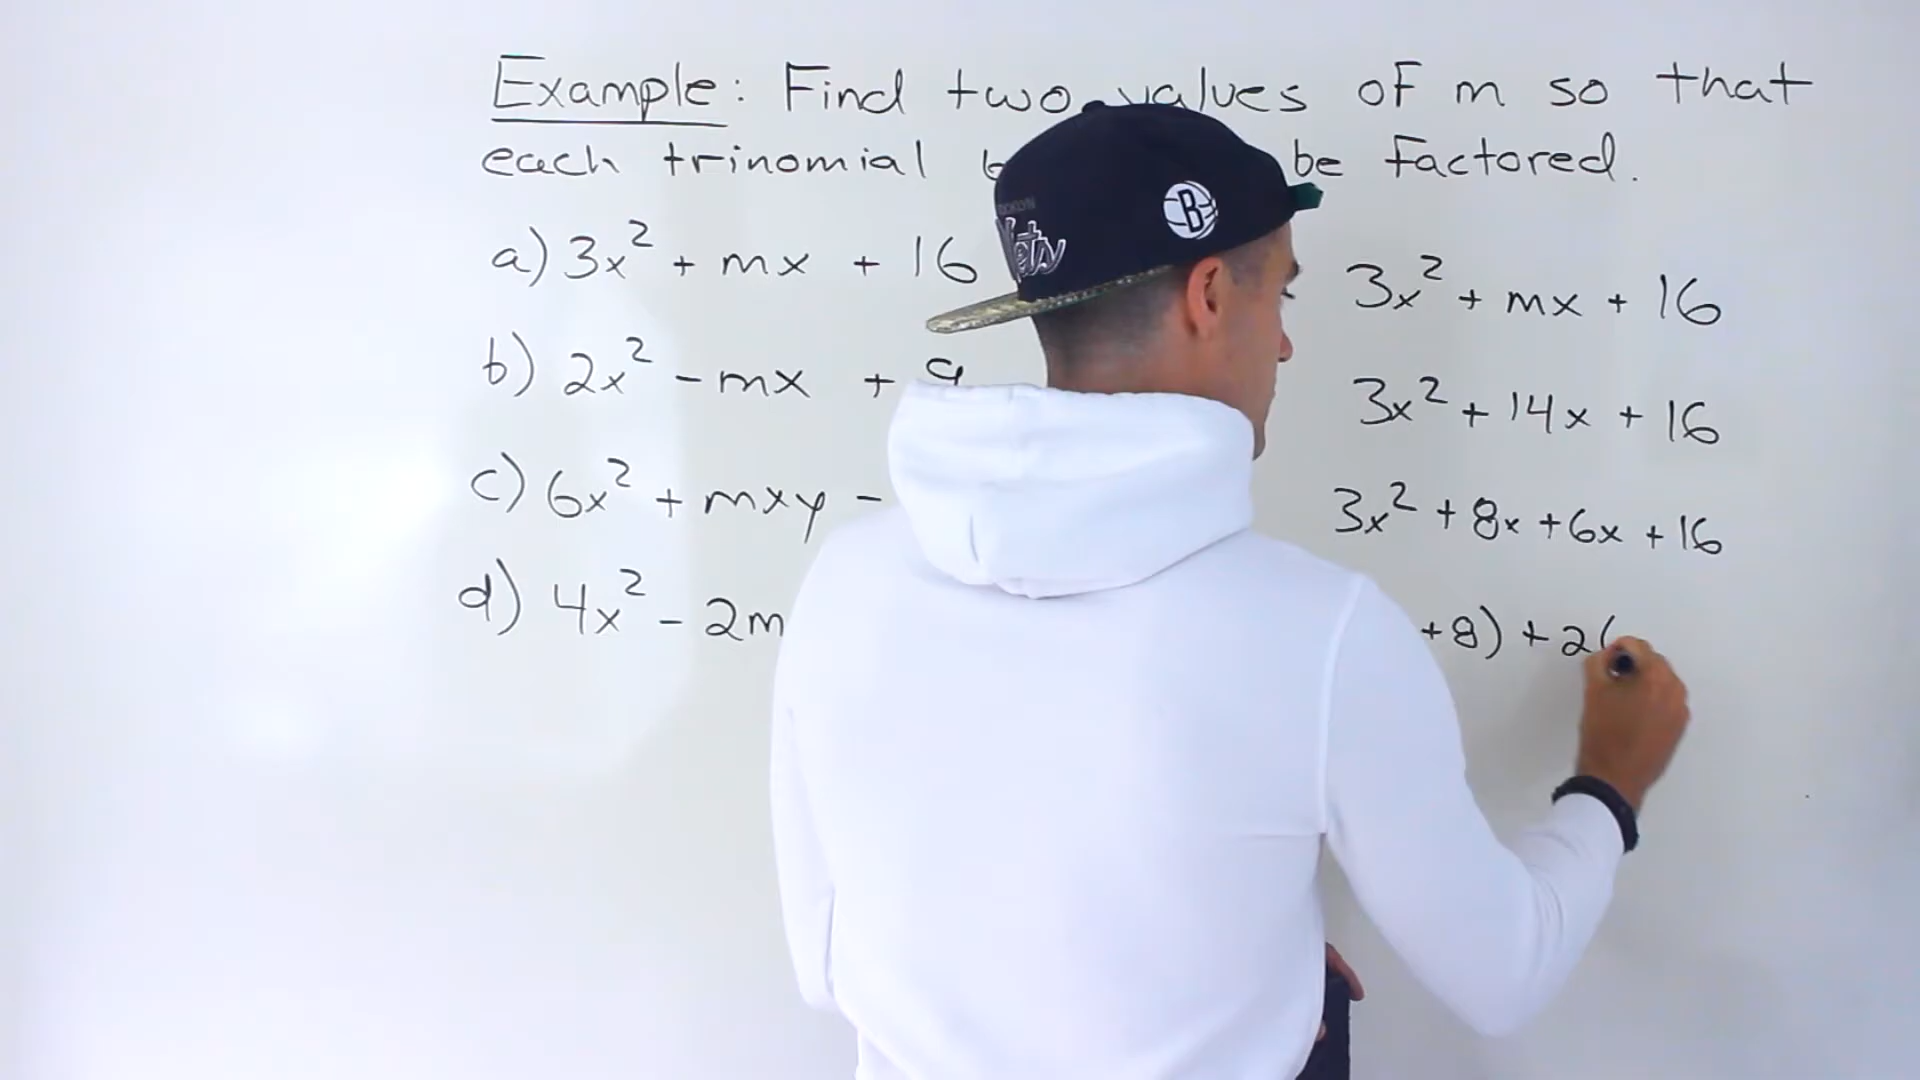 Example: Find two values of m so that
each trinomial be factored.
a) 3x² + mx + 16
b) 2x² - mx + 9
c) 6x² + mxy -
d) 4x² - 2m
3x² + mx + 16
3x² + 14x + 16
3x² + 8x + 6x + 16
+8) + 2(
Nets
B